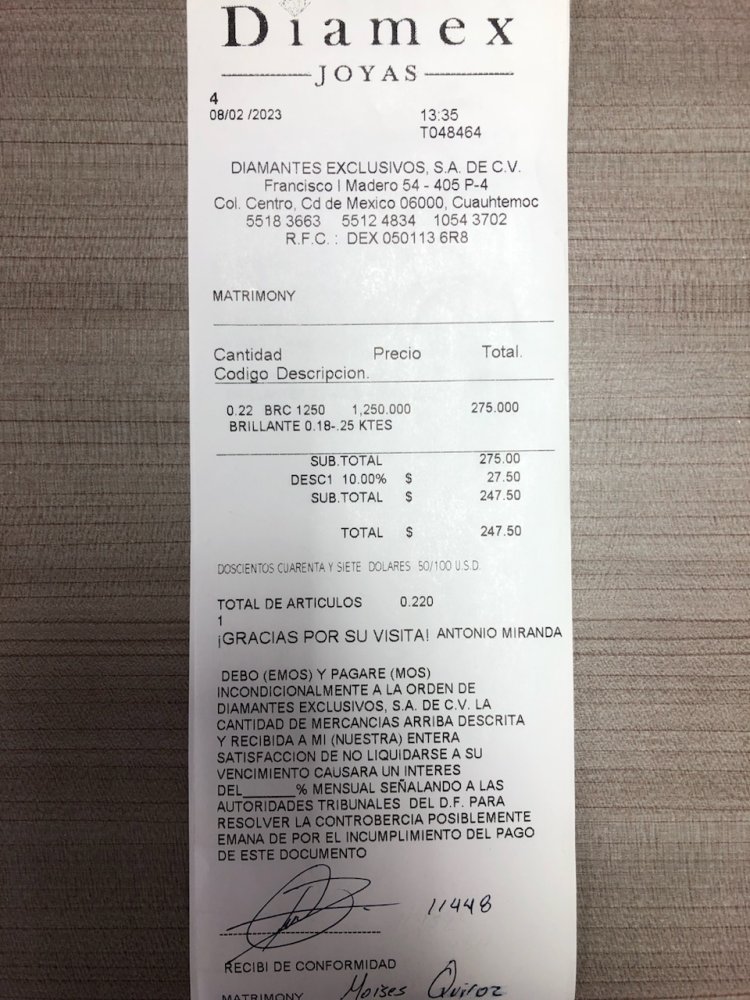 Diamex
JOYAS
4
08/02 /2023 13:35
T048464
DIAMANTES EXCLUSIVOS, S.A. DE C.V.
Francisco I Madero 54 - 405 P-4
Col. Centro, Cd de Mexico 06000, Cuauhtemoc
5518 3663 5512 4834 1054 3702
R.F.C. : DEX 050113 6R8
MATRIMONY
Cantidad Precio Total.
Codigo Descripcion.
0.22 BRC 1250 1,250.000 275.000
BRILLANTE 0.18-.25 KTES
SUB.TOTAL 275.00
DESC1 10.00% $ 27.50
SUB.TOTAL $ 247.50
TOTAL $ 247.50
DOSCIENTOS CUARENTA Y SIETE DOLARES 50/100 U.S.D.
TOTAL DE ARTICULOS 0.220
1
¡GRACIAS POR SU VISITA! ANTONIO MIRANDA
DEBO (EMOS) Y PAGARE (MOS)
INCONDICIONALMENTE A LA ORDEN DE
DIAMANTES EXCLUSIVOS, S.A. DE C.V. LA
CANTIDAD DE MERCANCIAS ARRIBA DESCRITA
Y RECIBIDA A MI (NUESTRA) ENTERA
SATISFACCION DE NO LIQUIDARSE A SU
VENCIMIENTO CAUSARA UN INTERES
DEL______% MENSUAL SEÑALANDO A LAS
AUTORIDADES TRIBUNALES DEL D.F. PARA
RESOLVER LA CONTROBERCIA POSIBLEMENTE
EMANA DE POR EL INCUMPLIMIENTO DEL PAGO
DE ESTE DOCUMENTO
11448
RECIBI DE CONFORMIDAD
MATRIMONY Moises Quiroz